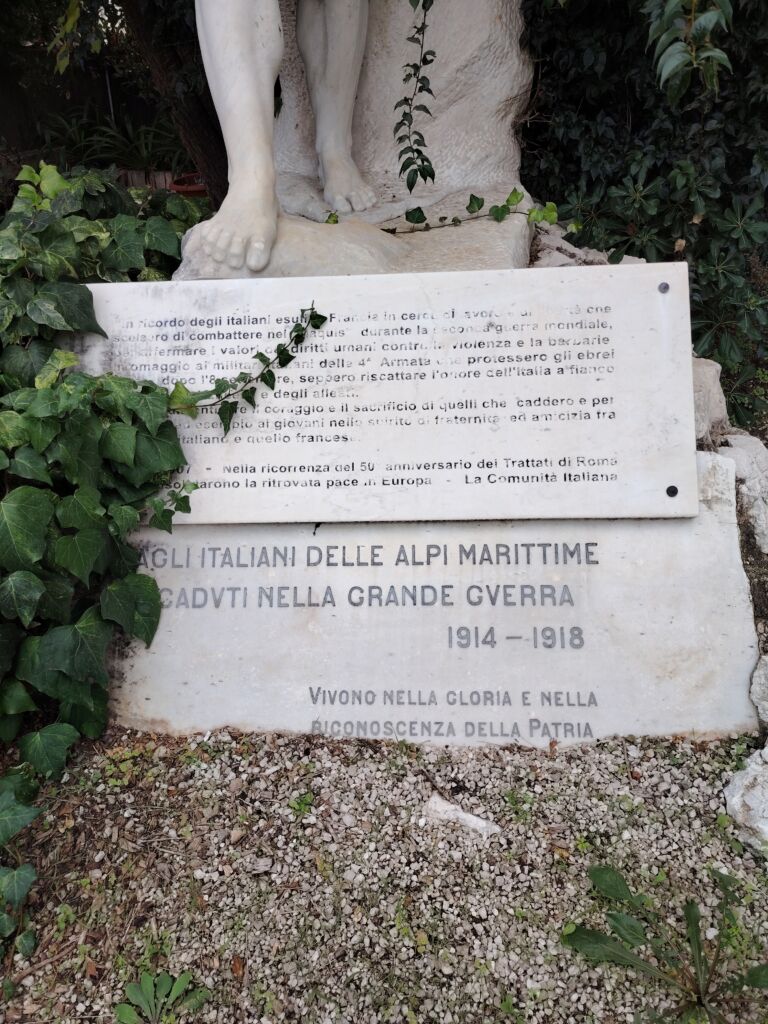 In ricordo degli italiani esuli in Francia in cerca di lavoro e di libertà che
scelsero di combattere nel maquis durante la seconda guerra mondiale,
affermare i valori dei diritti umani contro la violenza e la barbarie
omaggio ai militari italiani della 4ª Armata che protessero gli ebrei
dopo l'8 seppero riscattare l'onore dell'Italia a fianco
e degli alleati.
il coraggio e il sacrificio di quelli che caddero e per
esempio ai giovani nello spirito di fraternità ed amicizia tra
italiano e quello francese.
07 - Nella ricorrenza del 50° anniversario dei Trattati di Roma
la ritrovata pace in Europa - La Comunità Italiana
AGLI ITALIANI DELLE ALPI MARITTIME
CADVTI NELLA GRANDE GVERRA
1914 - 1918
VIVONO NELLA GLORIA E NELLA
RICONOSCENZA DELLA PATRIA